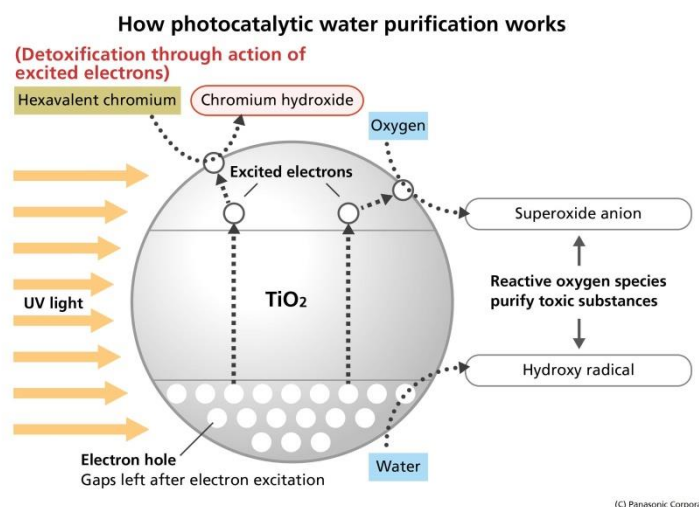 How photocatalytic water purification works
(Detoxification through action of
excited electrons)
Hexavalent chromium
Chromium hydroxide
Oxygen
Excited electrons
Superoxide anion
UV light
TiO₂
Reactive oxygen species
purify toxic substances
Hydroxy radical
Electron hole
Gaps left after electron excitation
Water
(C) Panasonic